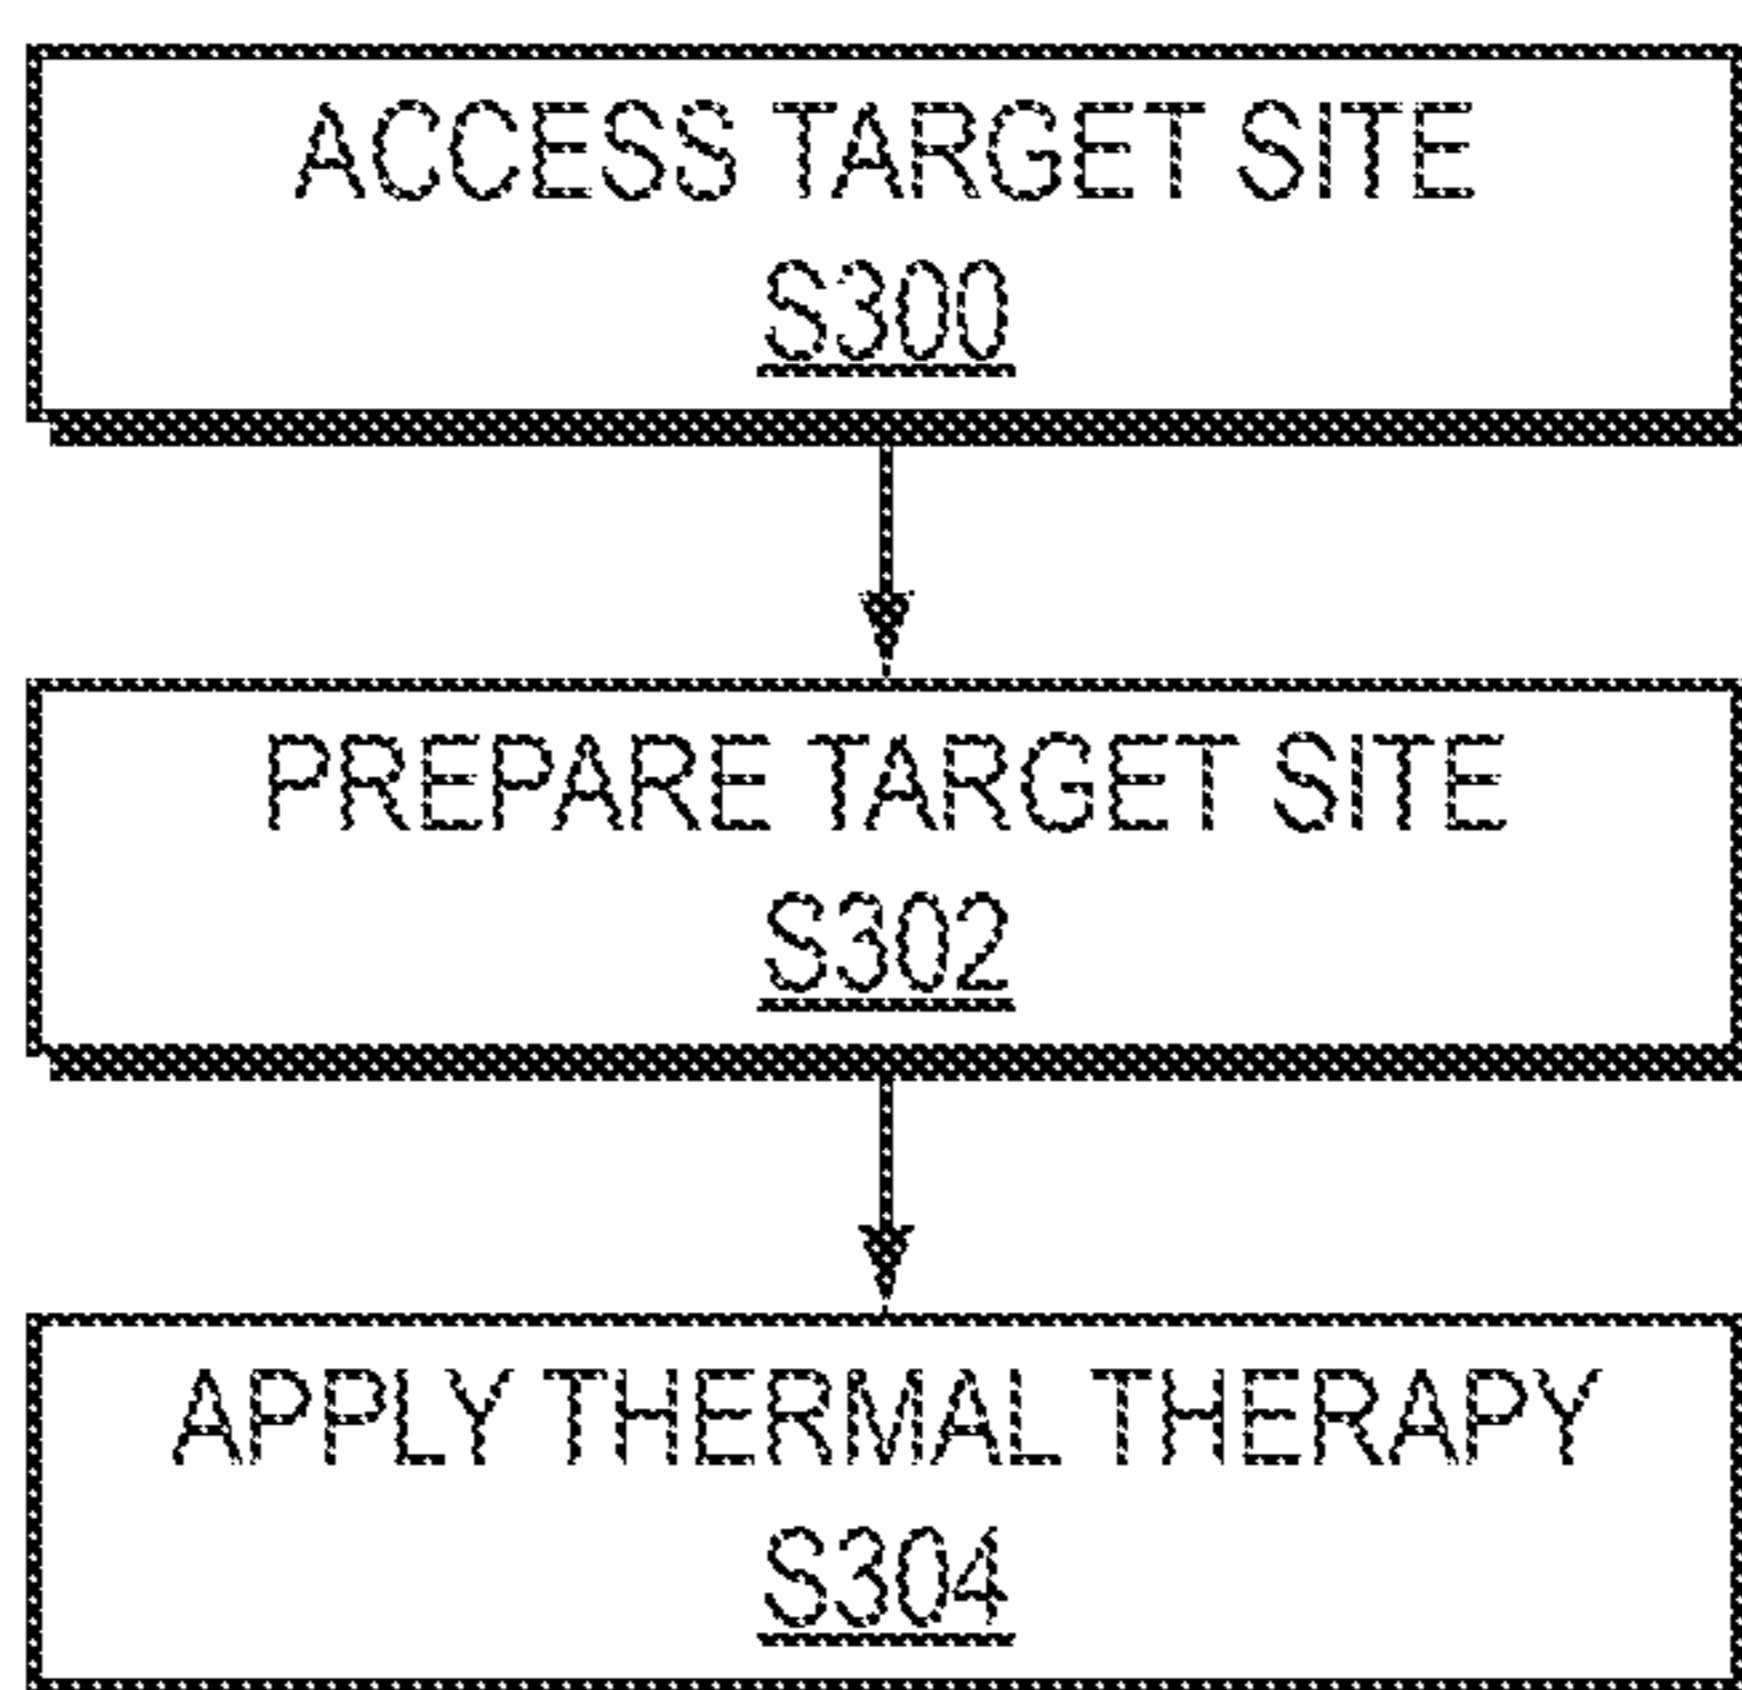 ACCESS TARGET SITE
S300
PREPARE TARGET SITE
S302
APPLY THERMAL THERAPY
S304